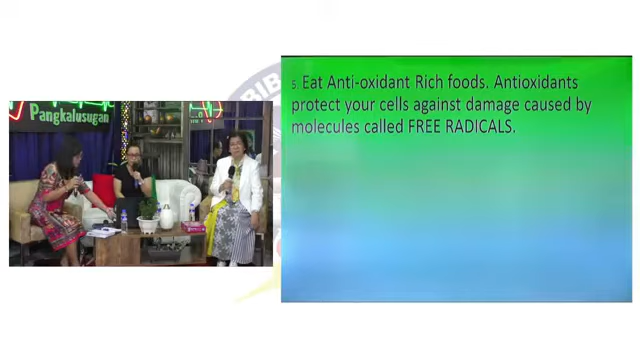 Pangkalusugan
5. Eat Anti-oxidant Rich foods. Antioxidants
protect your cells against damage caused by
molecules called FREE RADICALS.